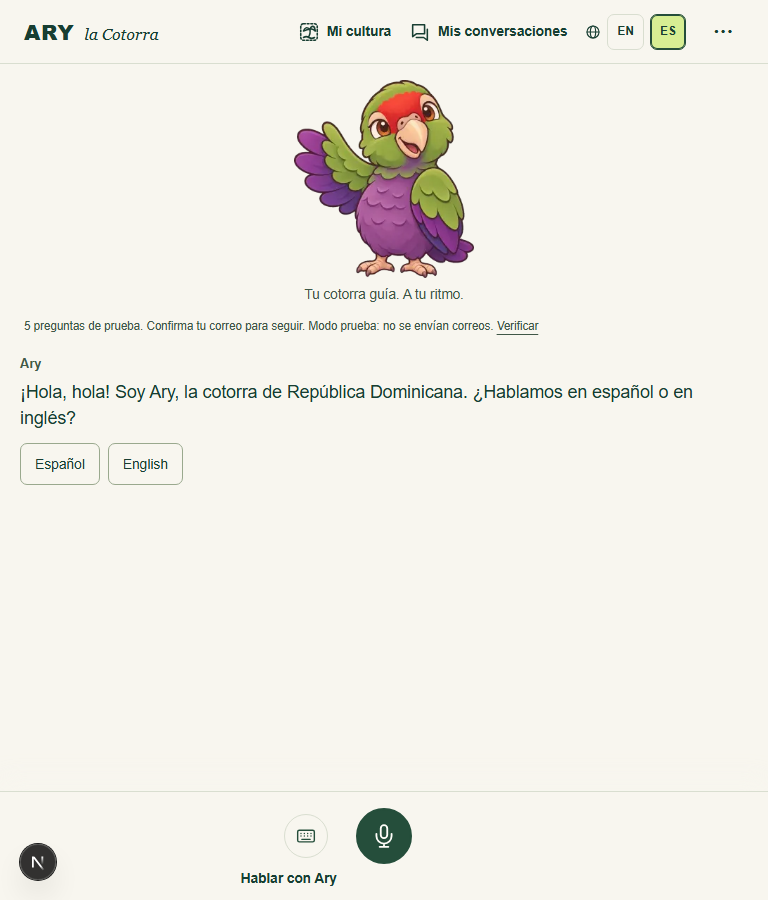 ARY la Cotorra
Mi cultura
Mis conversaciones
EN
ES
Tu cotorra guía. A tu ritmo.
5 preguntas de prueba. Confirma tu correo para seguir. Modo prueba: no se envían correos. Verificar
Ary
¡Hola, hola! Soy Ary, la cotorra de República Dominicana. ¿Hablamos en español o en
inglés?
Español
English
N
Hablar con Ary